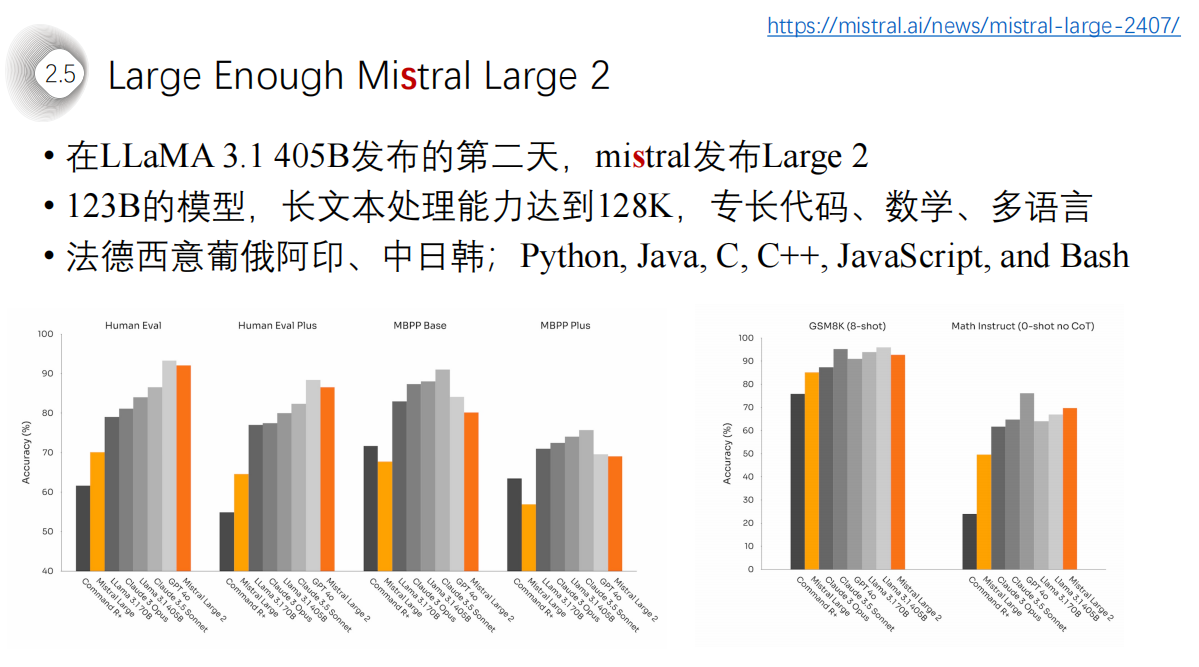 https://mistral.ai/news/mistral-large-2407/
2.5
Large Enough Mistral Large 2
• 在LLaMA 3.1 405B发布的第二天，mistral发布Large 2
• 123B的模型，长文本处理能力达到128K，专长代码、数学、多语言
• 法德西意葡俄阿印、中日韩；Python, Java, C, C++, JavaScript, and Bash
Human Eval
Human Eval Plus
MBPP Base
MBPP Plus
Accuracy (%)
100
90
80
70
60
50
40
Command R+
Mistral Large
LLama 3.1 70B
Claude 3 Opus
Llama 3.1 405B
Claude 3.5 Sonnet
GPT 4o
Mistral Large 2
Command R+
Mistral Large
LLama 3.1 70B
Claude 3 Opus
Llama 3.1 405B
Claude 3.5 Sonnet
GPT 4o
Mistral Large 2
Command R+
Mistral Large
LLama 3.1 70B
Claude 3 Opus
Llama 3.1 405B
Claude 3.5 Sonnet
GPT 4o
Mistral Large 2
Command R+
Mistral Large
LLama 3.1 70B
Claude 3 Opus
Llama 3.1 405B
Claude 3.5 Sonnet
GPT 4o
Mistral Large 2
GSM8K (8-shot)
Math Instruct (0-shot no CoT)
Accuracy (%)
100
90
80
70
60
50
40
30
20
10
0
Command R+
Mistral Large
Claude 3 Opus
Claude 3.5 Sonnet
GPT 4o
Llama 3.1 70B
Llama 3.1 405B
Mistral Large 2
Command R+
Mistral Large
Claude 3 Opus
Claude 3.5 Sonnet
GPT 4o
Llama 3.1 70B
Llama 3.1 405B
Mistral Large 2